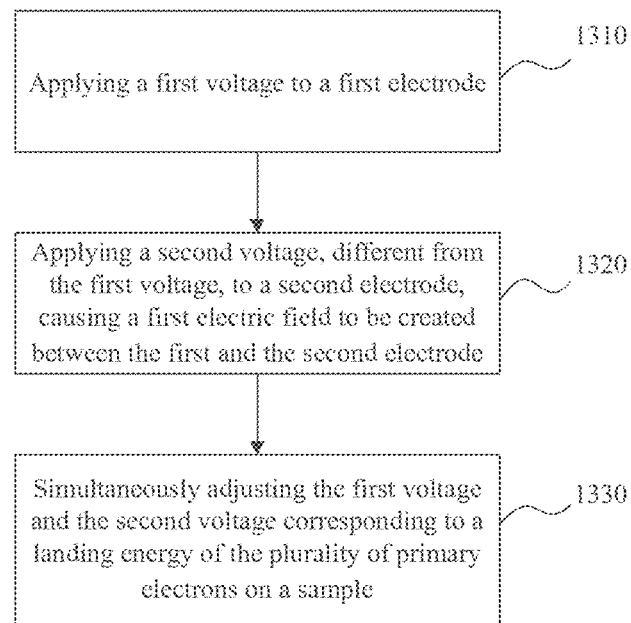 1310
Applying a first voltage to a first electrode
Applying a second voltage, different from
the first voltage, to a second electrode,
causing a first electric field to be created
between the first and the second electrode
1320
Simultaneously adjusting the first voltage
and the second voltage corresponding to a
landing energy of the plurality of primary
electrons on a sample
1330